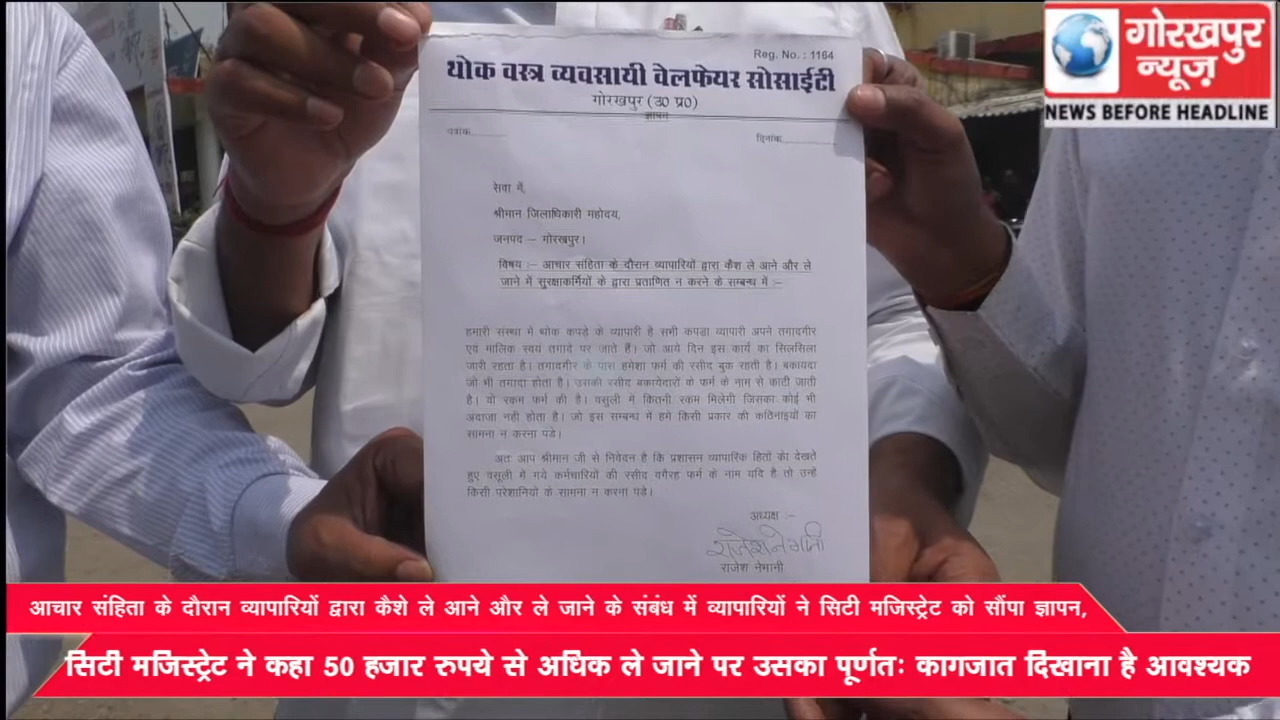 Reg. No. : 1164
थोक वस्त्र व्यवसायी वेलफेयर सोसाईटी
गोरखपुर (उ0 प्र0)
ज्ञापन
पत्रांक
दिनांक
सेवा में,
श्रीमान जिलाधिकारी महोदय,
जनपद – गोरखपुर।
विषय :– आचार संहिता के दौरान व्यापारियों द्वारा कैश ले आने और ले
जाने में सुरक्षाकर्मियों के द्वारा प्रताणित न करने के सम्बन्ध में :–
हमारी संस्था में थोक कपड़े के व्यापारी है सभी कपडा व्यापारी अपने तगादगीर
एवं मालिक स्वयं तगादे पर जाते हैं। जो आये दिन इस कार्य का सिलसिला
जारी रहता है। तगादगीर के पास हमेशा फर्म की रसीद बुक रहती है। बकायदा
जो भी तगादा होता है। उसकी रसीद बकायेदारों के फर्म के नाम से काटी जाती
है। वो रकम फर्म की है। वसुली में कितनी रकम मिलेगी जिसका कोई भी
अंदाजा नही होता है। जो इस सम्बन्ध में हमे किसी प्रकार की कठिनाइयों का
सामना न करना पडे।
अतः आप श्रीमान जी से निवेदन है कि प्रशासन व्यापारिक हितों को देखते
हुए वसूली में गये कर्मचारियों की रसीद वगैरह फर्म के नाम यदि है तो उन्हे
किसी परेशानियों के सामना न करना पडे।
अध्यक्ष :–
राजेश नेमानी
राजेश नेमानी
गोरखपुर
न्यूज़
NEWS BEFORE HEADLINE
आचार संहिता के दौरान व्यापारियों द्वारा कैशे ले आने और ले जाने के संबंध में व्यापारियों ने सिटी मजिस्ट्रेट को सौंपा ज्ञापन,
सिटी मजिस्ट्रेट ने कहा 50 हजार रुपये से अधिक ले जाने पर उसका पूर्णतः कागजात दिखाना है आवश्यक